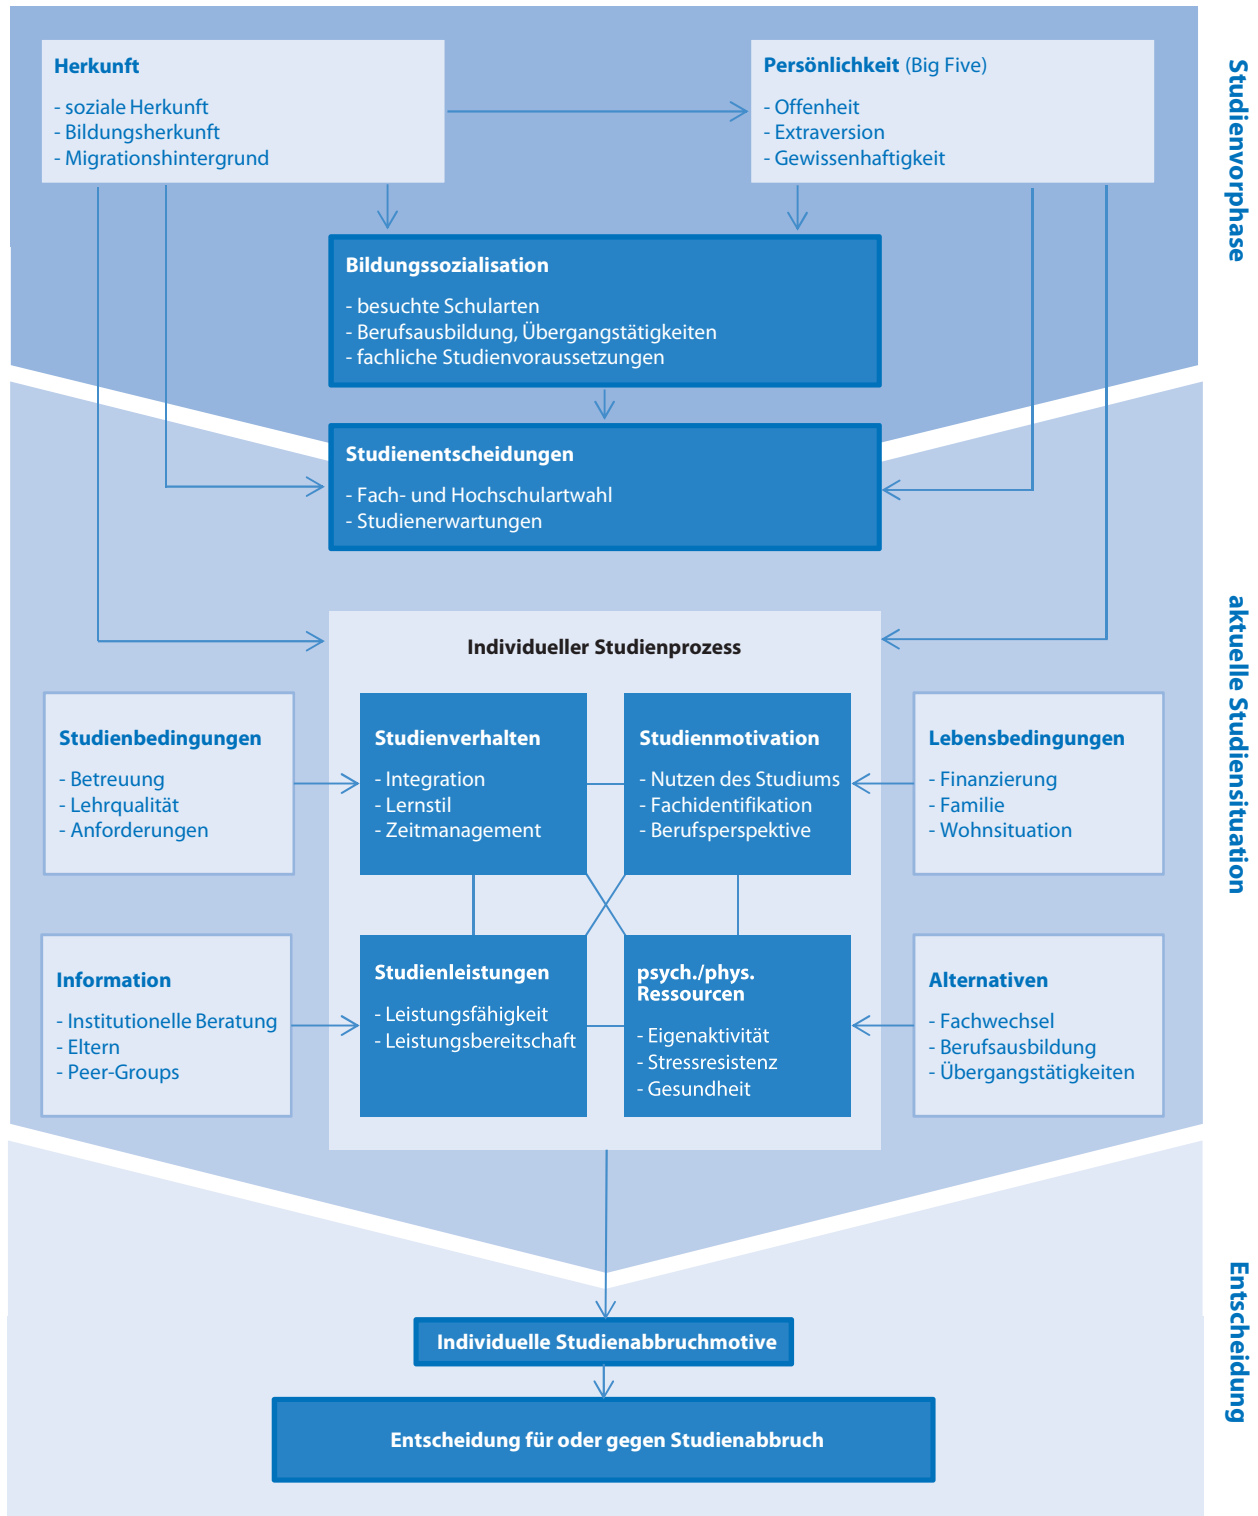 Herkunft
- soziale Herkunft
- Bildungsherkunft
- Migrationshintergrund
Persönlichkeit (Big Five)
- Offenheit
- Extraversion
- Gewissenhaftigkeit
Studienvorphase
Bildungssozialisation
- besuchte Schularten
- Berufsausbildung, Übergangstätigkeiten
- fachliche Studienvoraussetzungen
Studienentscheidungen
- Fach- und Hochschulartwahl
- Studienerwartungen
aktuelle Studiensituation
Individueller Studienprozess
Studienbedingungen
- Betreuung
- Lehrqualität
- Anforderungen
Studienverhalten
- Integration
- Lernstil
- Zeitmanagement
Studienmotivation
- Nutzen des Studiums
- Fachidentifikation
- Berufsperspektive
Lebensbedingungen
- Finanzierung
- Familie
- Wohnsituation
Information
- Institutionelle Beratung
- Eltern
- Peer-Groups
Studienleistungen
- Leistungsfähigkeit
- Leistungsbereitschaft
psych./phys.
Ressourcen
- Eigenaktivität
- Stressresistenz
- Gesundheit
Alternativen
- Fachwechsel
- Berufsausbildung
- Übergangstätigkeiten
Entscheidung
Individuelle Studienabbruchmotive
Entscheidung für oder gegen Studienabbruch